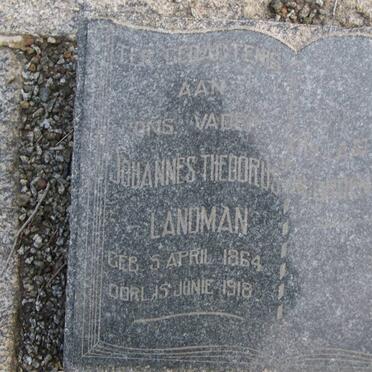 TER GEDAGTENIS
AAN
ONS VADER
JOHANNES THEODORUS
LANDMAN
GEB. 5 APRIL 1864
OORL. 15 JUNIE 1918